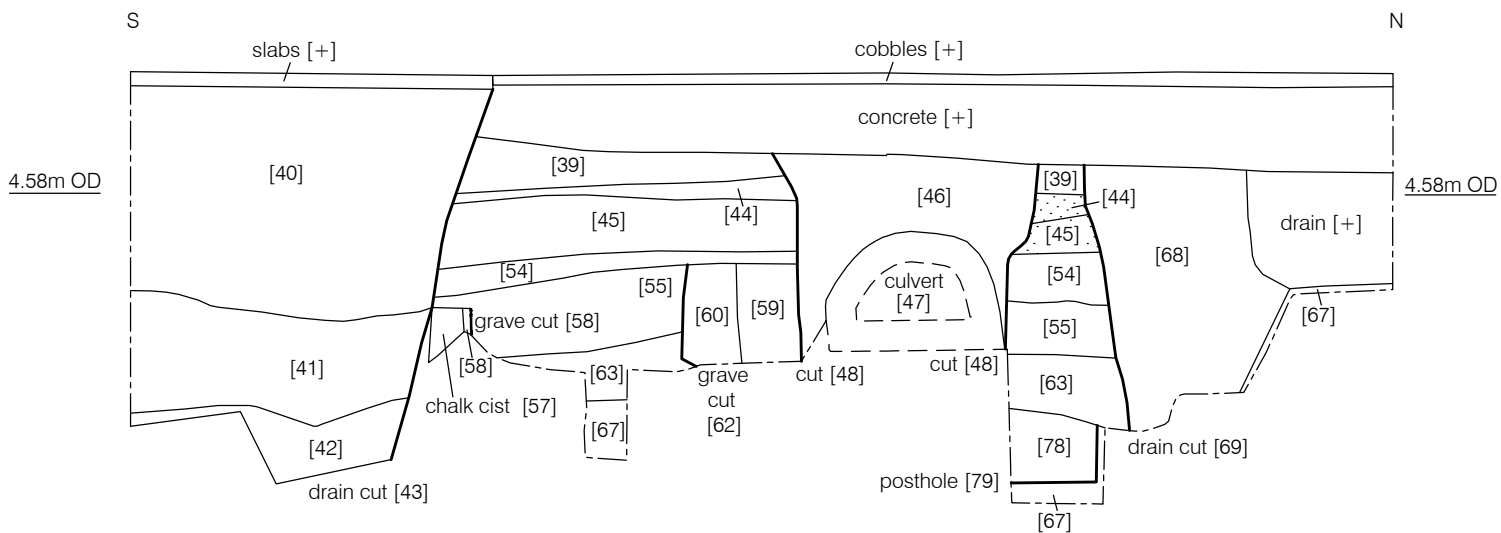 S
N
slabs [+]
cobbles [+]
concrete [+]
[40]
[39]
[39]
4.58m OD
4.58m OD
[46]
[44]
[44]
[45]
[45]
drain [+]
[68]
[54]
[54]
[55]
culvert
[47]
[60]
[59]
[67]
grave cut [58]
[55]
[58]
[41]
[63]
cut [48]
cut [48]
grave
cut
[62]
[63]
chalk cist [57]
[67]
[42]
[78]
drain cut [69]
posthole [79]
drain cut [43]
[67]